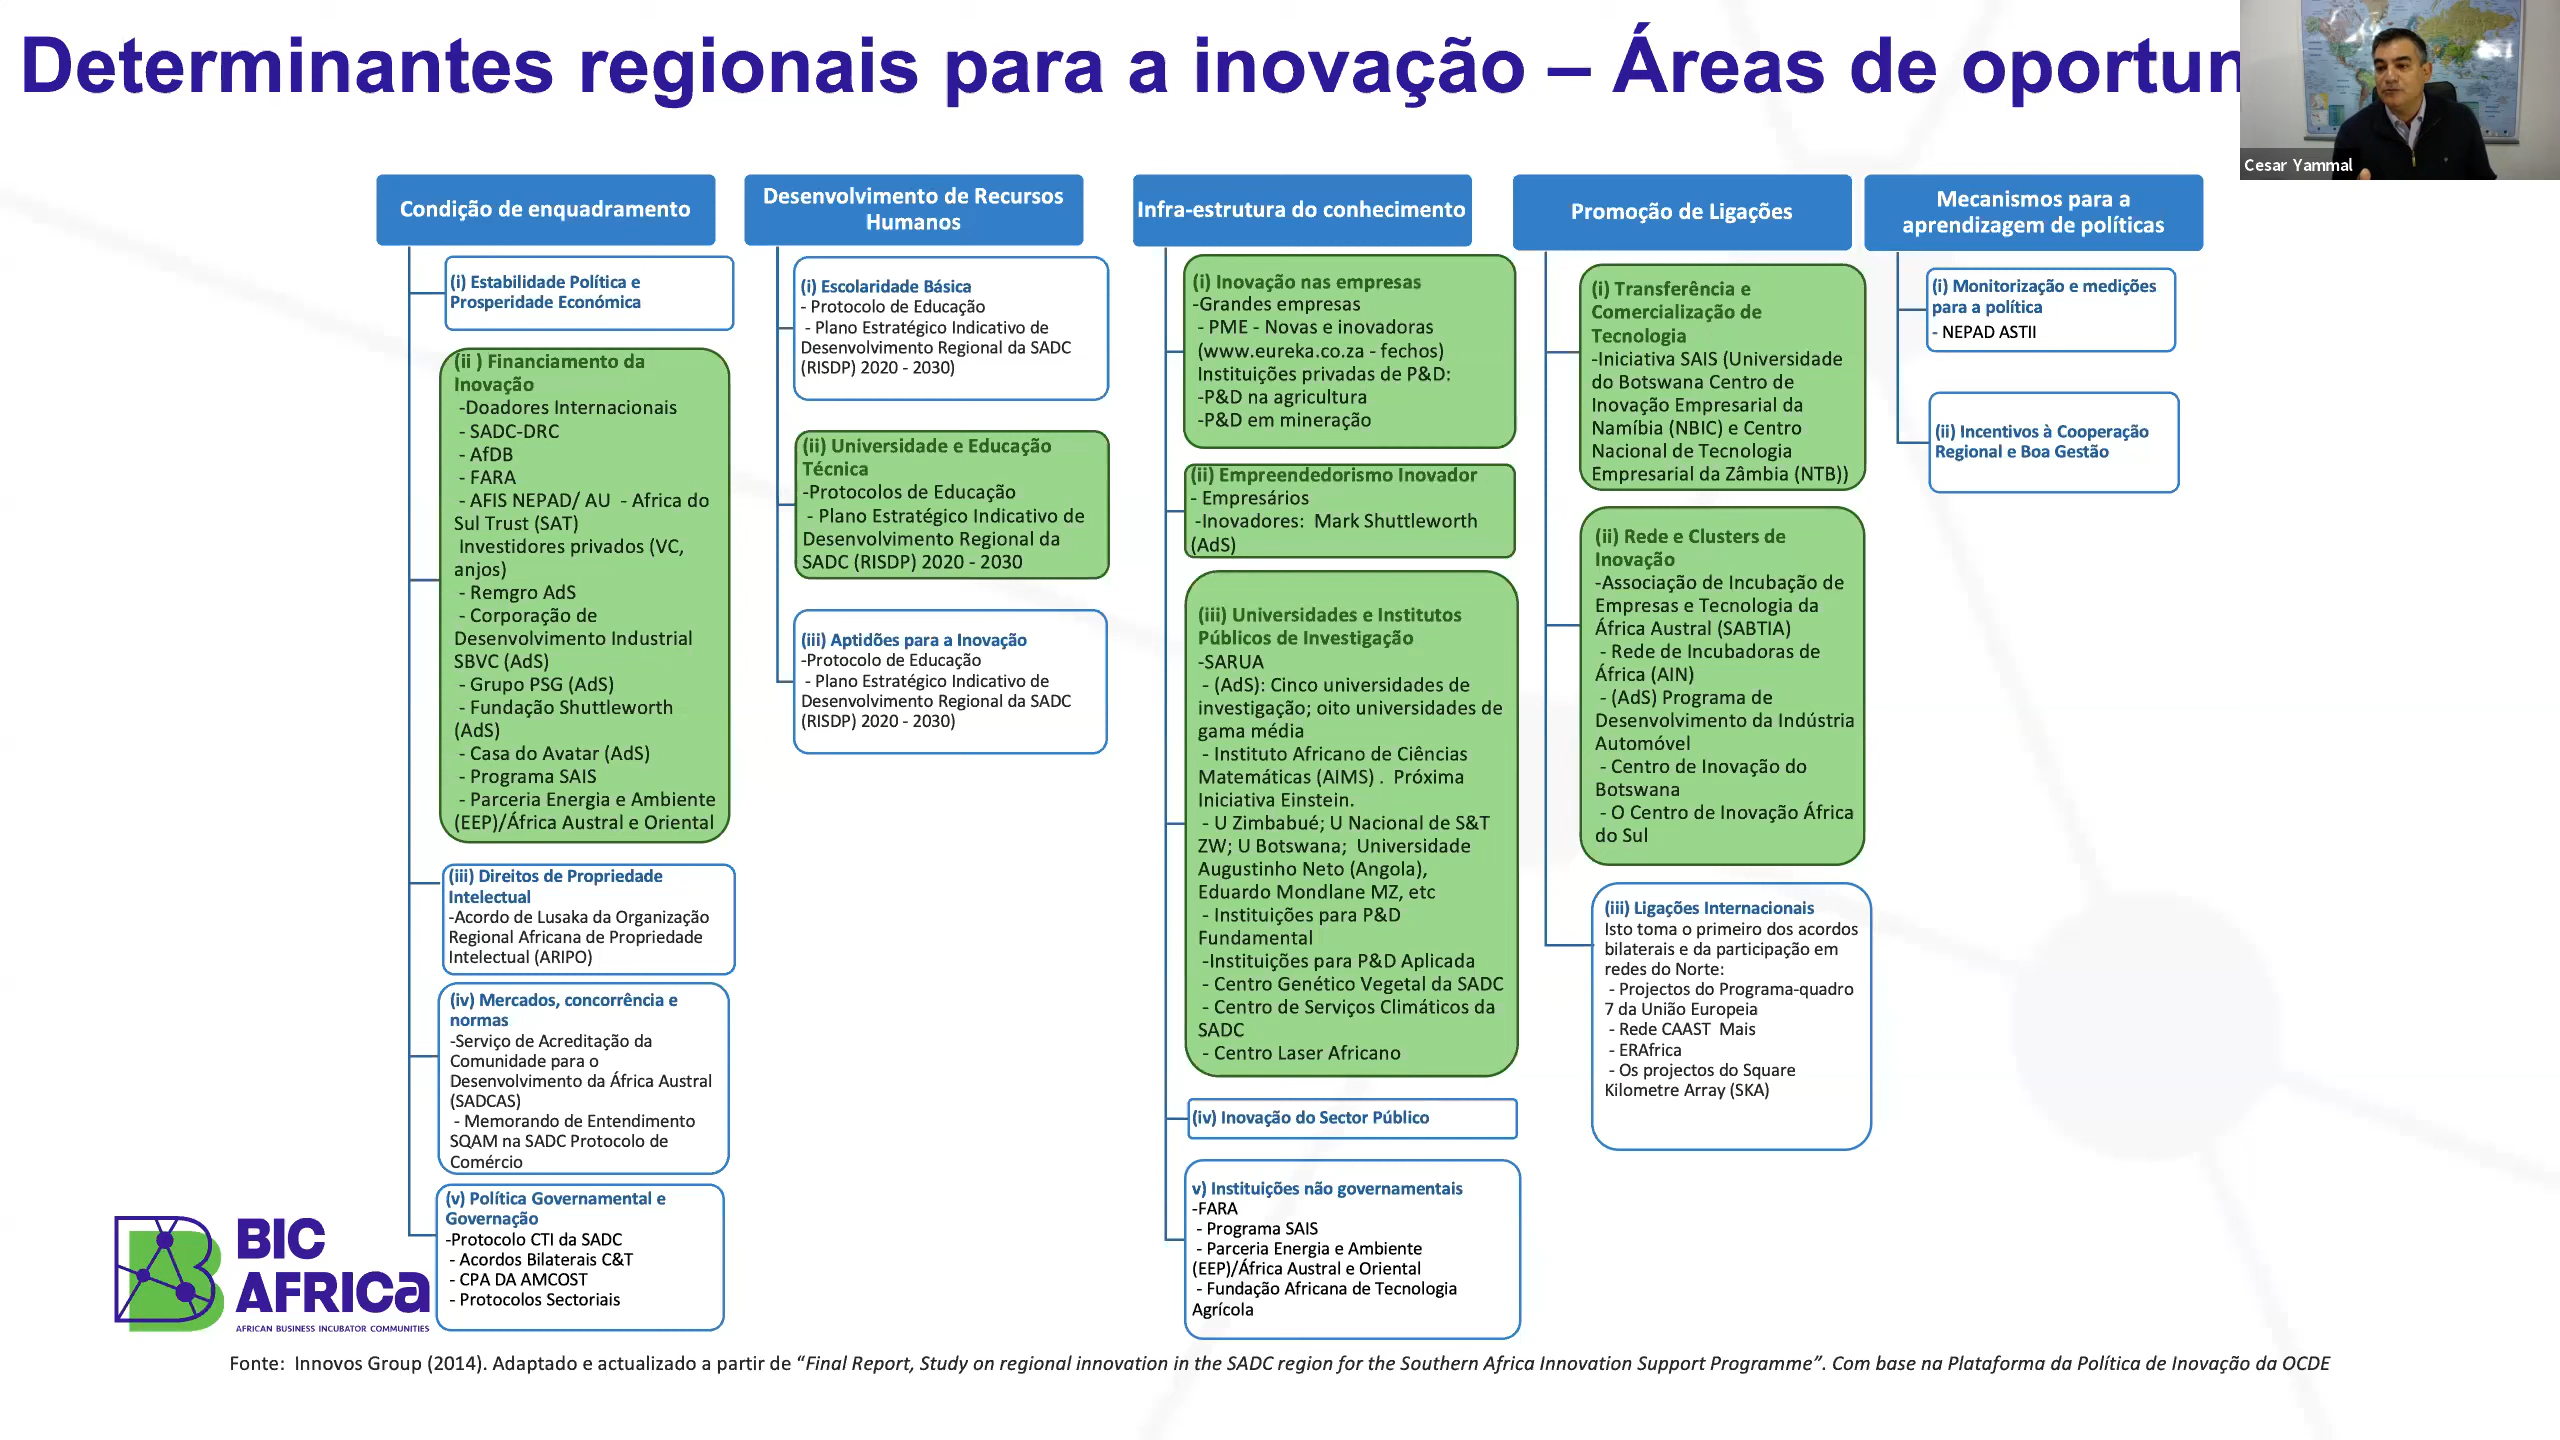 Determinantes regionais para a inovação – Áreas de oportun
Cesar Yammal
Condição de enquadramento
(i) Estabilidade Política e
Prosperidade Económica
(ii ) Financiamento da
Inovação
-Doadores Internacionais
- SADC-DRC
- AfDB
- FARA
- AFIS NEPAD/ AU - Africa do
Sul Trust (SAT)
Investidores privados (VC,
anjos)
- Remgro AdS
- Corporação de
Desenvolvimento Industrial
SBVC (AdS)
- Grupo PSG (AdS)
- Fundação Shuttleworth
(AdS)
- Casa do Avatar (AdS)
- Programa SAIS
- Parceria Energia e Ambiente
(EEP)/África Austral e Oriental
(iii) Direitos de Propriedade
Intelectual
-Acordo de Lusaka da Organização
Regional Africana de Propriedade
Intelectual (ARIPO)
(iv) Mercados, concorrência e
normas
-Serviço de Acreditação da
Comunidade para o
Desenvolvimento da África Austral
(SADCAS)
- Memorando de Entendimento
SQAM na SADC Protocolo de
Comércio
(v) Política Governamental e
Governação
-Protocolo CTI da SADC
- Acordos Bilaterais C&T
- CPA DA AMCOST
- Protocolos Sectoriais
Desenvolvimento de Recursos
Humanos
(i) Escolaridade Básica
- Protocolo de Educação
- Plano Estratégico Indicativo de
Desenvolvimento Regional da SADC
(RISDP) 2020 - 2030)
(ii) Universidade e Educação
Técnica
-Protocolos de Educação
- Plano Estratégico Indicativo de
Desenvolvimento Regional da
SADC (RISDP) 2020 - 2030
(iii) Aptidões para a Inovação
-Protocolo de Educação
- Plano Estratégico Indicativo de
Desenvolvimento Regional da SADC
(RISDP) 2020 - 2030)
Infra-estrutura do conhecimento
(i) Inovação nas empresas
-Grandes empresas
- PME - Novas e inovadoras
(www.eureka.co.za - fechos)
Instituições privadas de P&D:
-P&D na agricultura
-P&D em mineração
(ii) Empreendedorismo Inovador
- Empresários
-Inovadores: Mark Shuttleworth
(AdS)
(iii) Universidades e Institutos
Públicos de Investigação
-SARUA
- (AdS): Cinco universidades de
investigação; oito universidades de
gama média
- Instituto Africano de Ciências
Matemáticas (AIMS) . Próxima
Iniciativa Einstein.
- U Zimbabué; U Nacional de S&T
ZW; U Botswana; Universidade
Augustinho Neto (Angola),
Eduardo Mondlane MZ, etc
- Instituições para P&D
Fundamental
-Instituições para P&D Aplicada
- Centro Genético Vegetal da SADC
- Centro de Serviços Climáticos da
SADC
- Centro Laser Africano
(iv) Inovação do Sector Público
v) Instituições não governamentais
-FARA
- Programa SAIS
- Parceria Energia e Ambiente
(EEP)/África Austral e Oriental
- Fundação Africana de Tecnologia
Agrícola
Promoção de Ligações
(i) Transferência e
Comercialização de
Tecnologia
-Iniciativa SAIS (Universidade
do Botswana Centro de
Inovação Empresarial da
Namíbia (NBIC) e Centro
Nacional de Tecnologia
Empresarial da Zâmbia (NTB))
(ii) Rede e Clusters de
Inovação
-Associação de Incubação de
Empresas e Tecnologia da
África Austral (SABTIA)
- Rede de Incubadoras de
África (AIN)
- (AdS) Programa de
Desenvolvimento da Indústria
Automóvel
- Centro de Inovação do
Botswana
- O Centro de Inovação África
do Sul
(iii) Ligações Internacionais
Isto toma o primeiro dos acordos
bilaterais e da participação em
redes do Norte:
- Projectos do Programa-quadro
7 da União Europeia
- Rede CAAST Mais
- ERAfrica
- Os projectos do Square
Kilometre Array (SKA)
Mecanismos para a
aprendizagem de políticas
(i) Monitorização e medições
para a política
- NEPAD ASTII
(ii) Incentivos à Cooperação
Regional e Boa Gestão
BIC
AFRICa
AFRICAN BUSINESS INCUBATOR COMMUNITIES
Fonte: Innovos Group (2014). Adaptado e actualizado a partir de “Final Report, Study on regional innovation in the SADC region for the Southern Africa Innovation Support Programme”. Com base na Plataforma da Política de Inovação da OCDE